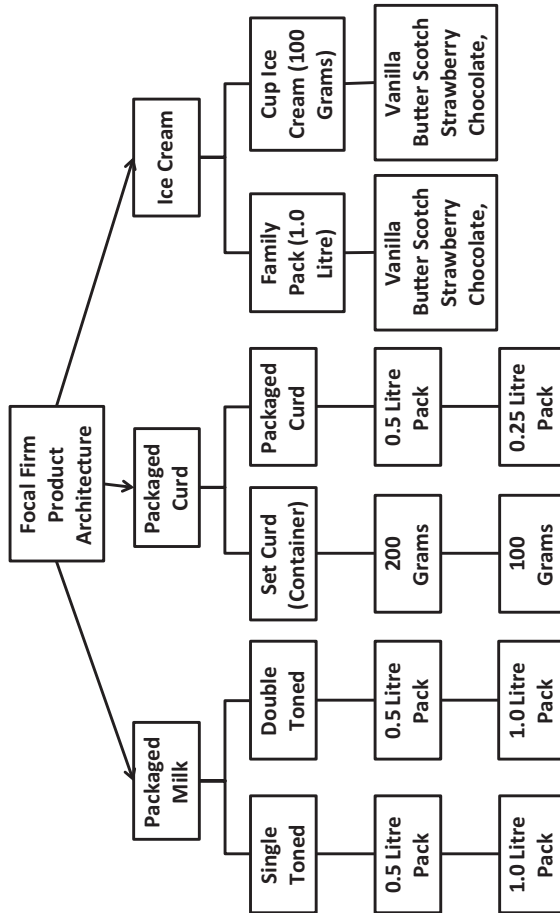 Focal Firm
Product
Architecture
Packaged
Milk
Packaged
Curd
Ice Cream
Single
Toned
Double
Toned
Set Curd
(Container)
Packaged
Curd
Family
Pack (1.0
Litre)
Cup Ice
Cream (100
Grams)
0.5 Litre
Pack
0.5 Litre
Pack
200
Grams
0.5 Litre
Pack
Vanilla
Butter Scotch
Strawberry
Chocolate,
Vanilla
Butter Scotch
Strawberry
Chocolate,
1.0 Litre
Pack
1.0 Litre
Pack
100
Grams
0.25 Litre
Pack